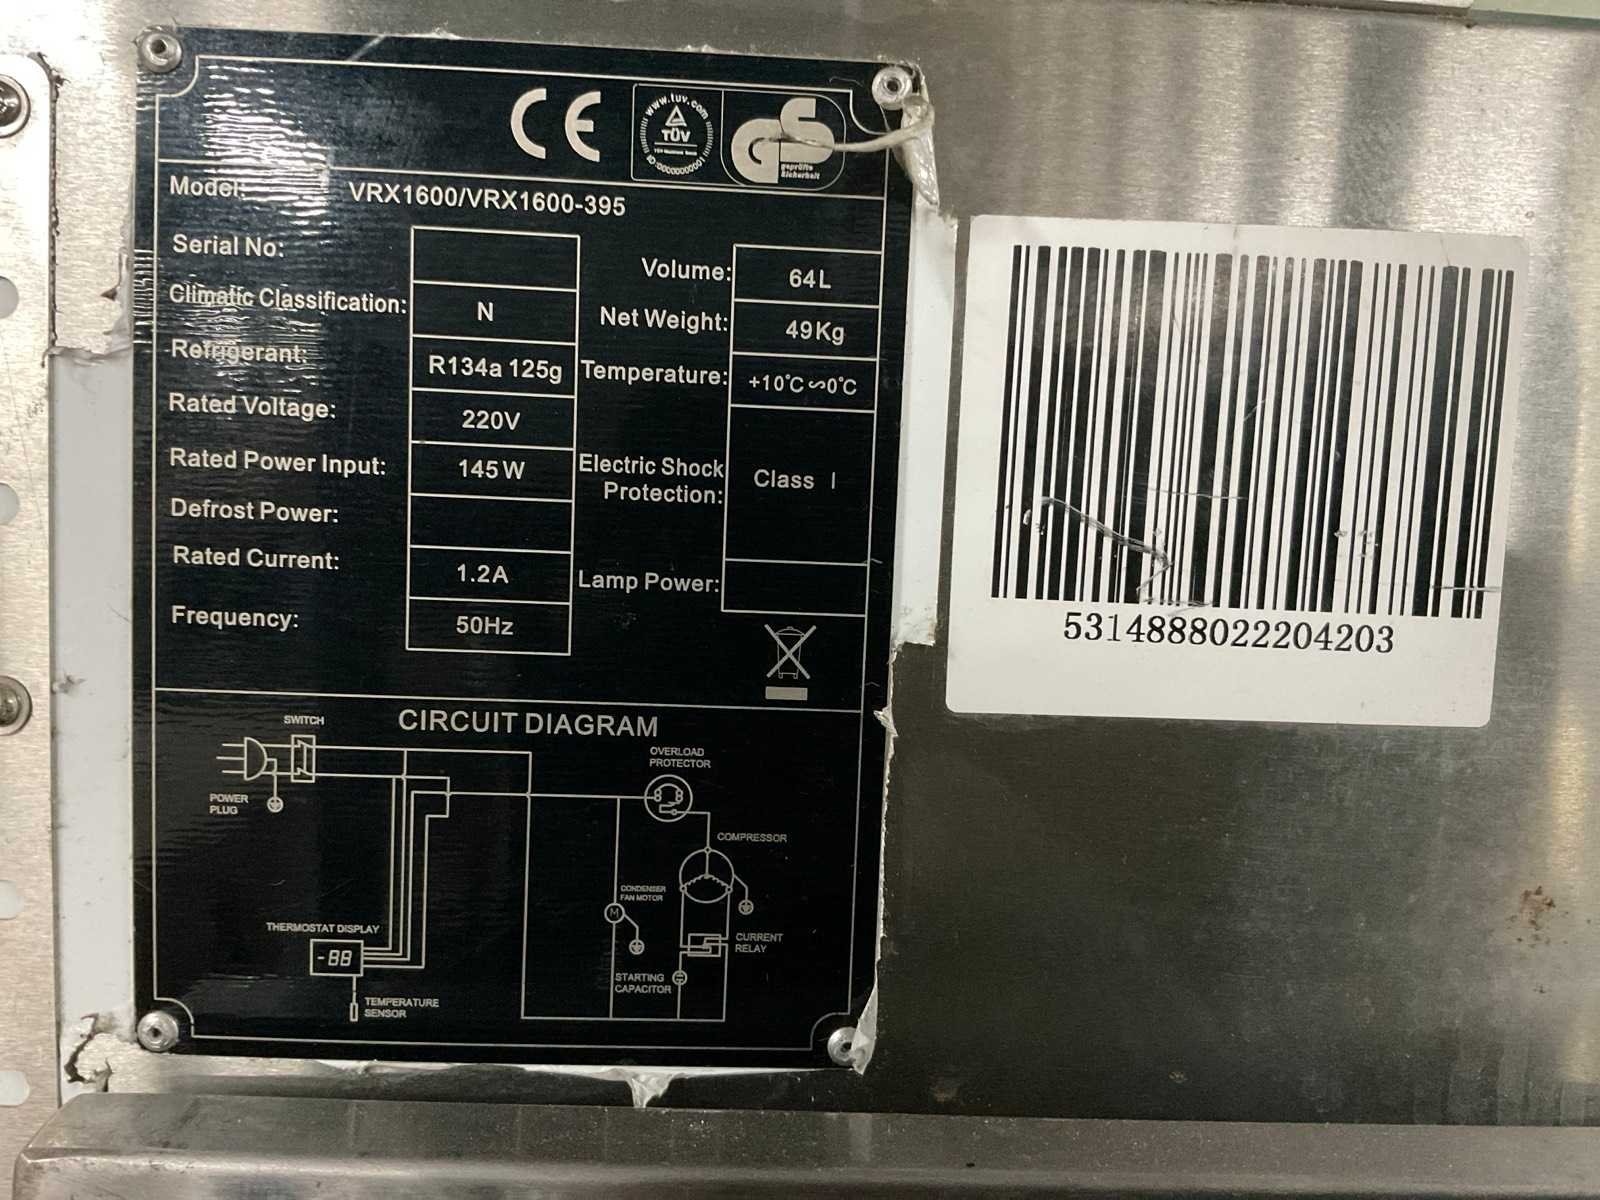 CE
www.tuv.com
TÜV
ID:0000000001
GS
geprüfte
Sicherheit
Model: VRX1600/VRX1600-395
Serial No:
Climatic Classification: N
Refrigerant: R134a 125g
Rated Voltage: 220V
Rated Power Input: 145W
Defrost Power:
Rated Current: 1.2A
Frequency: 50Hz
Volume: 64L
Net Weight: 49Kg
Temperature: +10°C∽0°C
Electric Shock
Protection: Class I
Lamp Power:
CIRCUIT DIAGRAM
SWITCH
POWER
PLUG
OVERLOAD
PROTECTOR
COMPRESSOR
CONDENSER
FAN MOTOR
M
THERMOSTAT DISPLAY
-88
TEMPERATURE
SENSOR
CURRENT
RELAY
STARTING
CAPACITOR
5314888022204203